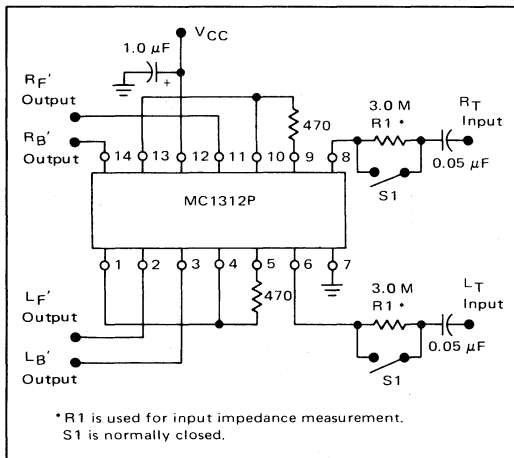 VCC
1.0 µF
+
RF'
Output
RB'
Output
470
3.0 M
R1 *
RT
Input
0.05 µF
S1
14 13 12 11 10 9 8
MC1312P
1 2 3 4 5 6 7
470
3.0 M
R1 *
LT
Input
0.05 µF
S1
LF'
Output
LB'
Output
* R1 is used for input impedance measurement.
S1 is normally closed.